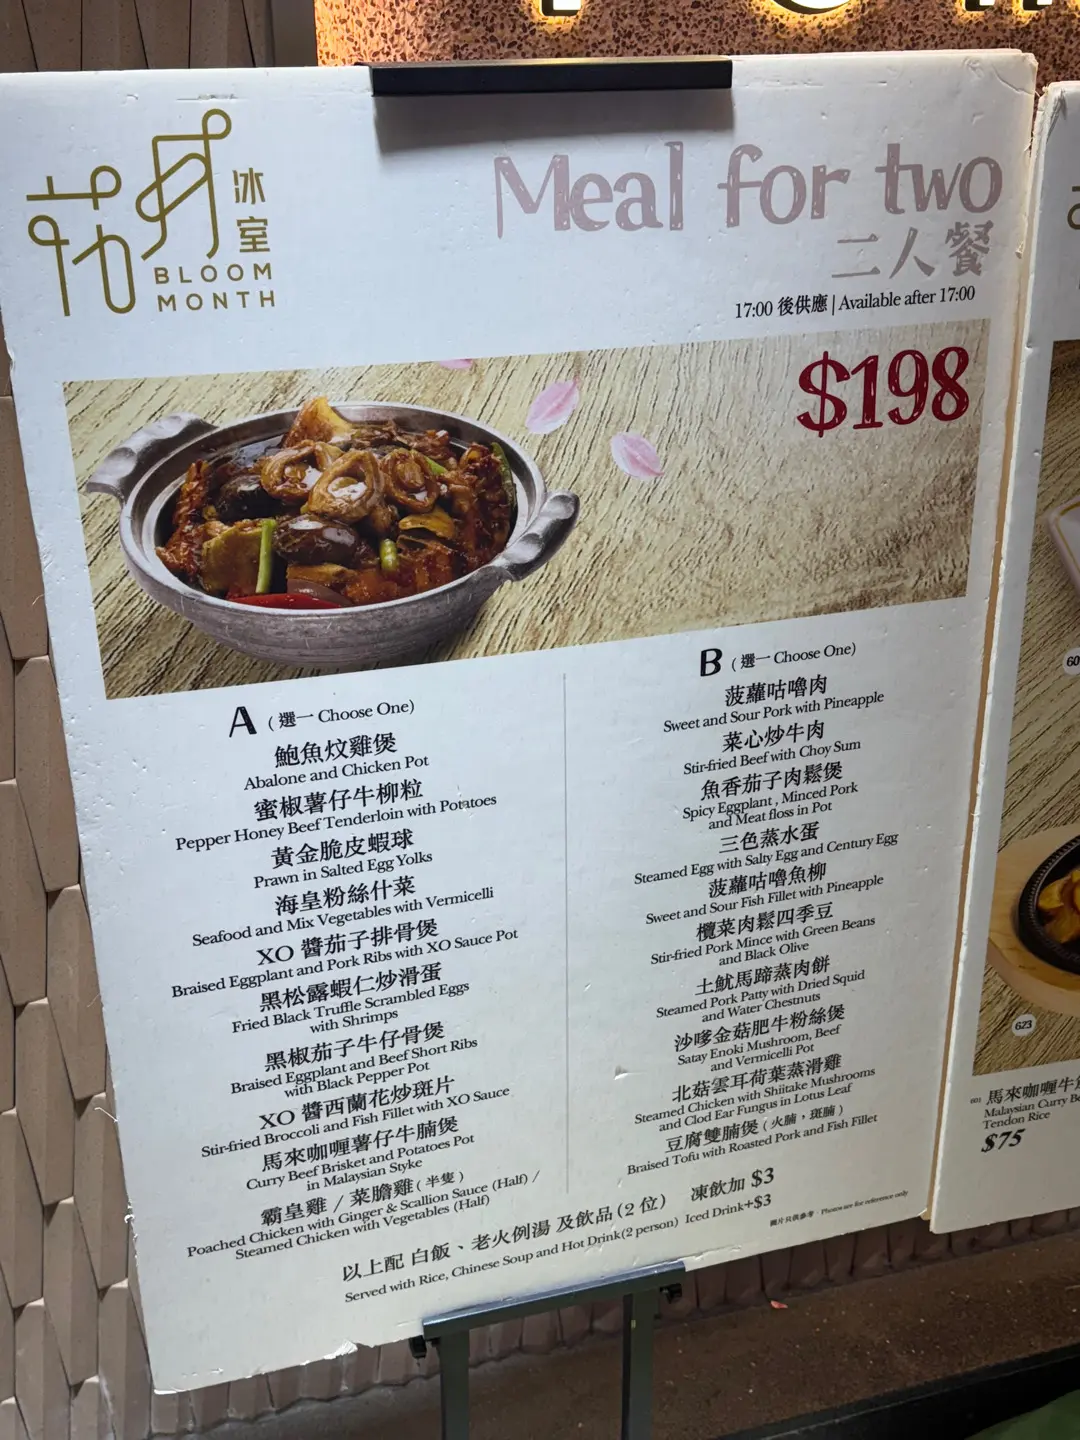 花月冰室
BLOOM
MONTH
Meal for two
二人餐
17:00 後供應 | Available after 17:00
$198
A (選一 Choose One)
鮑魚炆雞煲
Abalone and Chicken Pot
蜜椒薯仔牛柳粒
Pepper Honey Beef Tenderloin with Potatoes
黃金脆皮蝦球
Prawn in Salted Egg Yolks
海皇粉絲什菜
Seafood and Mix Vegetables with Vermicelli
XO 醬茄子排骨煲
Braised Eggplant and Pork Ribs with XO Sauce Pot
黑松露蝦仁炒滑蛋
Fried Black Truffle Scrambled Eggs
with Shrimps
黑椒茄子牛仔骨煲
Braised Eggplant and Beef Short Ribs
with Black Pepper Pot
XO 醬西蘭花炒斑片
Stir-fried Broccoli and Fish Fillet with XO Sauce
馬來咖喱薯仔牛腩煲
Curry Beef Brisket and Potatoes Pot
in Malaysian Styke
霸皇雞 / 菜膽雞 (半隻)
Poached Chicken with Ginger & Scallion Sauce (Half) /
Steamed Chicken with Vegetables (Half)
B (選一 Choose One)
菠蘿咕嚕肉
Sweet and Sour Pork with Pineapple
菜心炒牛肉
Stir-fried Beef with Choy Sum
魚香茄子肉鬆煲
Spicy Eggplant , Minced Pork
and Meat floss in Pot
三色蒸水蛋
Steamed Egg with Salty Egg and Century Egg
菠蘿咕嚕魚柳
Sweet and Sour Fish Fillet with Pineapple
欖菜肉鬆四季豆
Stir-fried Pork Mince with Green Beans
and Black Olive
土魷馬蹄蒸肉餅
Steamed Pork Patty with Dried Squid
and Water Chestnuts
沙嗲金菇肥牛粉絲煲
Satay Enoki Mushroom, Beef
and Vermicelli Pot
北菇雲耳荷葉蒸滑雞
Steamed Chicken with Shiitake Mushrooms
and Clod Ear Fungus in Lotus Leaf
豆腐雙腩煲 (火腩，斑腩)
Braised Tofu with Roasted Pork and Fish Fillet
以上配 白飯、老火例湯 及飲品 (2 位) 凍飲加 $3
Served with Rice, Chinese Soup and Hot Drink(2 person) Iced Drink+$3
圖片只供參考，Photos are for reference only
623
601 馬來咖喱牛
Malaysian Curry Be
Tendon Rice
$75